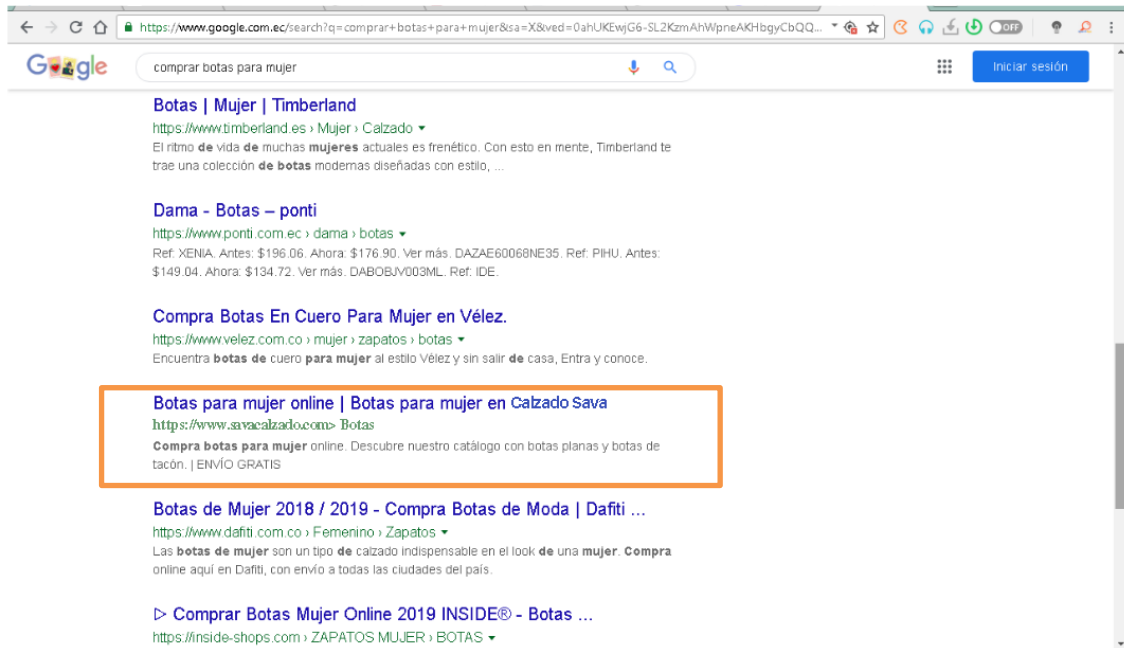 https://www.google.com.ec/search?q=comprar+botas+para+mujer&sa=X&ved=0ahUKEwjG6-SL2KzmAhWpneAKHbgyCbQQ...
OFF
comprar botas para mujer
Iniciar sesión
Botas | Mujer | Timberland
https://www.timberland.es › Mujer › Calzado
El ritmo de vida de muchas mujeres actuales es frenético. Con esto en mente, Timberland te
trae una colección de botas modernas diseñadas con estilo, ...
Dama - Botas – ponti
https://www.ponti.com.ec › dama › botas
Ref: XENIA. Antes: $196.06. Ahora: $176.90. Ver más. DAZAE60068NE35. Ref: PIHU. Antes:
$149.04. Ahora: $134.72. Ver más. DABOBJV003ML. Ref: IDE.
Compra Botas En Cuero Para Mujer en Vélez.
https://www.velez.com.co › mujer › zapatos › botas
Encuentra botas de cuero para mujer al estilo Vélez y sin salir de casa, Entra y conoce.
Botas para mujer online | Botas para mujer en Calzado Sava
https://www.savacalzado.com> Botas
Compra botas para mujer online. Descubre nuestro catálogo con botas planas y botas de
tacón. | ENVÍO GRATIS
Botas de Mujer 2018 / 2019 - Compra Botas de Moda | Dafiti ...
https://www.dafiti.com.co › Femenino › Zapatos
Las botas de mujer son un tipo de calzado indispensable en el look de una mujer. Compra
online aquí en Dafiti, con envío a todas las ciudades del país.
▷ Comprar Botas Mujer Online 2019 INSIDE® - Botas ...
https://inside-shops.com › ZAPATOS MUJER › BOTAS